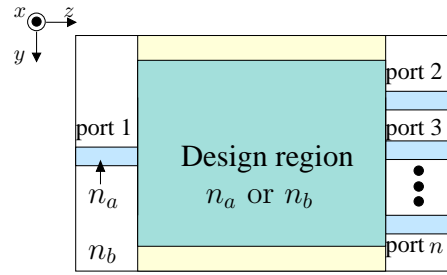 x
z
y
port 1
n_a
n_b
Design region
n_a or n_b
port 2
port 3
port n